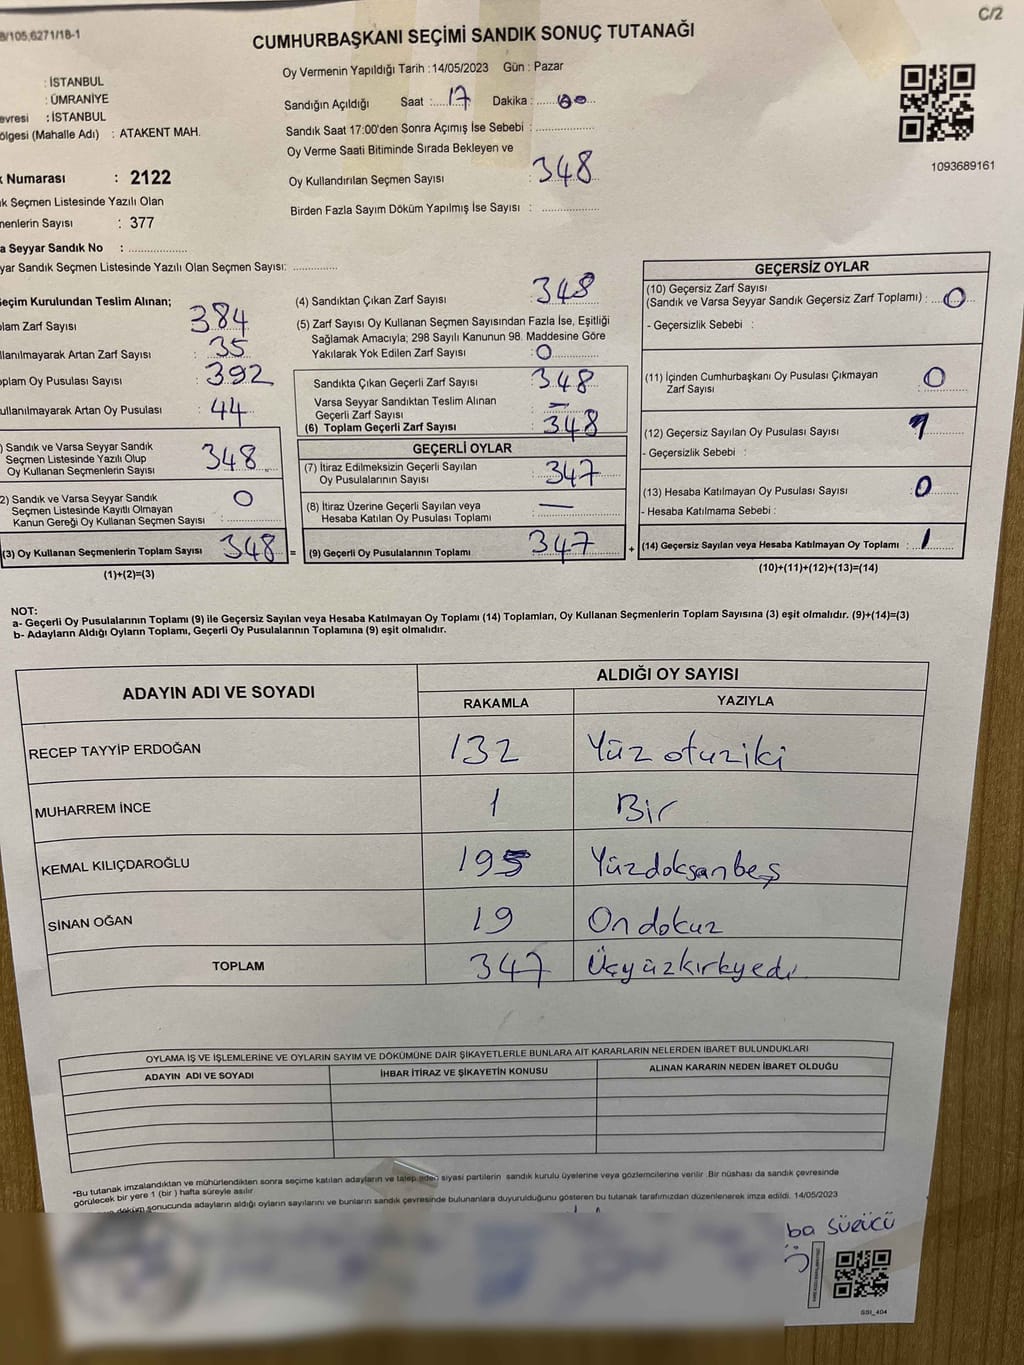 8/105,6271/18-1
C/2
CUMHURBAŞKANI SEÇİMİ SANDIK SONUÇ TUTANAĞI
: İSTANBUL
: ÜMRANİYE
evresi : İSTANBUL
ölgesi (Mahalle Adı) : ATAKENT MAH.
k Numarası : 2122
k Seçmen Listesinde Yazılı Olan
menlerin Sayısı : 377
a Seyyar Sandık No :
yar Sandık Seçmen Listesinde Yazılı Olan Seçmen Sayısı:
Oy Vermenin Yapıldığı Tarih : 14/05/2023 Gün : Pazar
Sandığın Açıldığı Saat : 17 Dakika : 00
Sandık Saat 17:00'den Sonra Açımış İse Sebebi :
Oy Verme Saati Bitiminde Sırada Bekleyen ve
Oy Kullandırılan Seçmen Sayısı : 348
Birden Fazla Sayım Döküm Yapılmış İse Sayısı :
1093689161
eçim Kurulundan Teslim Alınan;
lam Zarf Sayısı 384
llanılmayarak Artan Zarf Sayısı : 35
oplam Oy Pusulası Sayısı : 392
ullanılmayarak Artan Oy Pusulası : 44
) Sandık ve Varsa Seyyar Sandık
Seçmen Listesinde Yazılı Olup
Oy Kullanan Seçmenlerin Sayısı : 348
2) Sandık ve Varsa Seyyar Sandık
Seçmen Listesinde Kayıtlı Olmayan
Kanun Gereği Oy Kullanan Seçmen Sayısı : 0
(3) Oy Kullanan Seçmenlerin Toplam Sayısı 348 =
(1)+(2)=(3)
(4) Sandıktan Çıkan Zarf Sayısı : 348
(5) Zarf Sayısı Oy Kullanan Seçmen Sayısından Fazla İse, Eşitliği
Sağlamak Amacıyla; 298 Sayılı Kanunun 98. Maddesine Göre
Yakılarak Yok Edilen Zarf Sayısı : 0
Sandıkta Çıkan Geçerli Zarf Sayısı : 348
Varsa Seyyar Sandıktan Teslim Alınan
Geçerli Zarf Sayısı : —
(6) Toplam Geçerli Zarf Sayısı : 348
GEÇERLİ OYLAR
(7) İtiraz Edilmeksizin Geçerli Sayılan
Oy Pusulalarının Sayısı : 347
(8) İtiraz Üzerine Geçerli Sayılan veya
Hesaba Katılan Oy Pusulası Toplamı : —
(9) Geçerli Oy Pusulalarının Toplamı : 347 +
GEÇERSİZ OYLAR
(10) Geçersiz Zarf Sayısı
(Sandık ve Varsa Seyyar Sandık Geçersiz Zarf Toplamı) : 0
- Geçersizlik Sebebi :
(11) İçinden Cumhurbaşkanı Oy Pusulası Çıkmayan
Zarf Sayısı : 0
(12) Geçersiz Sayılan Oy Pusulası Sayısı : 1
- Geçersizlik Sebebi :
(13) Hesaba Katılmayan Oy Pusulası Sayısı : 0
- Hesaba Katılmama Sebebi :
(14) Geçersiz Sayılan veya Hesaba Katılmayan Oy Toplamı : 1
(10)+(11)+(12)+(13)=(14)
NOT:
a- Geçerli Oy Pusulalarının Toplamı (9) ile Geçersiz Sayılan veya Hesaba Katılmayan Oy Toplamı (14) Toplamları, Oy Kullanan Seçmenlerin Toplam Sayısına (3) eşit olmalıdır. (9)+(14)=(3)
b- Adayların Aldığı Oyların Toplamı, Geçerli Oy Pusulalarının Toplamına (9) eşit olmalıdır.
ADAYIN ADI VE SOYADI ALDIĞI OY SAYISI
RAKAMLA YAZIYLA
RECEP TAYYİP ERDOĞAN 132 Yüz otuziki
MUHARREM İNCE 1 Bir
KEMAL KILIÇDAROĞLU 195 Yüzdoksanbeş
SİNAN OĞAN 19 On dokuz
TOPLAM 347 Üçyüzkırkyedi
OYLAMA İŞ VE İŞLEMLERİNE VE OYLARIN SAYIM VE DÖKÜMÜNE DAİR ŞİKAYETLERLE BUNLARA AİT KARARLARIN NELERDEN İBARET BULUNDUKLARI
ADAYIN ADI VE SOYADI İHBAR İTİRAZ VE ŞİKAYETİN KONUSU ALINAN KARARIN NEDEN İBARET OLDUĞU
*Bu tutanak imzalandıktan ve mühürlendikten sonra seçime katılan adayların ve talep eden siyasi partilerin sandık kurulu üyelerine veya gözlemcilerine verilir .Bir nüshası da sandık çevresinde
görülecek bir yere 1 (bir ) hafta süreyle asılır
döküm sonucunda adayların aldığı oyların sayılarını ve bunların sandık çevresinde bulunanlara duyurulduğunu gösteren bu tutanak tarafımızdan düzenlenerek imza edildi. 14/05/2023
ba SÜRÜCÜ
GSI_404